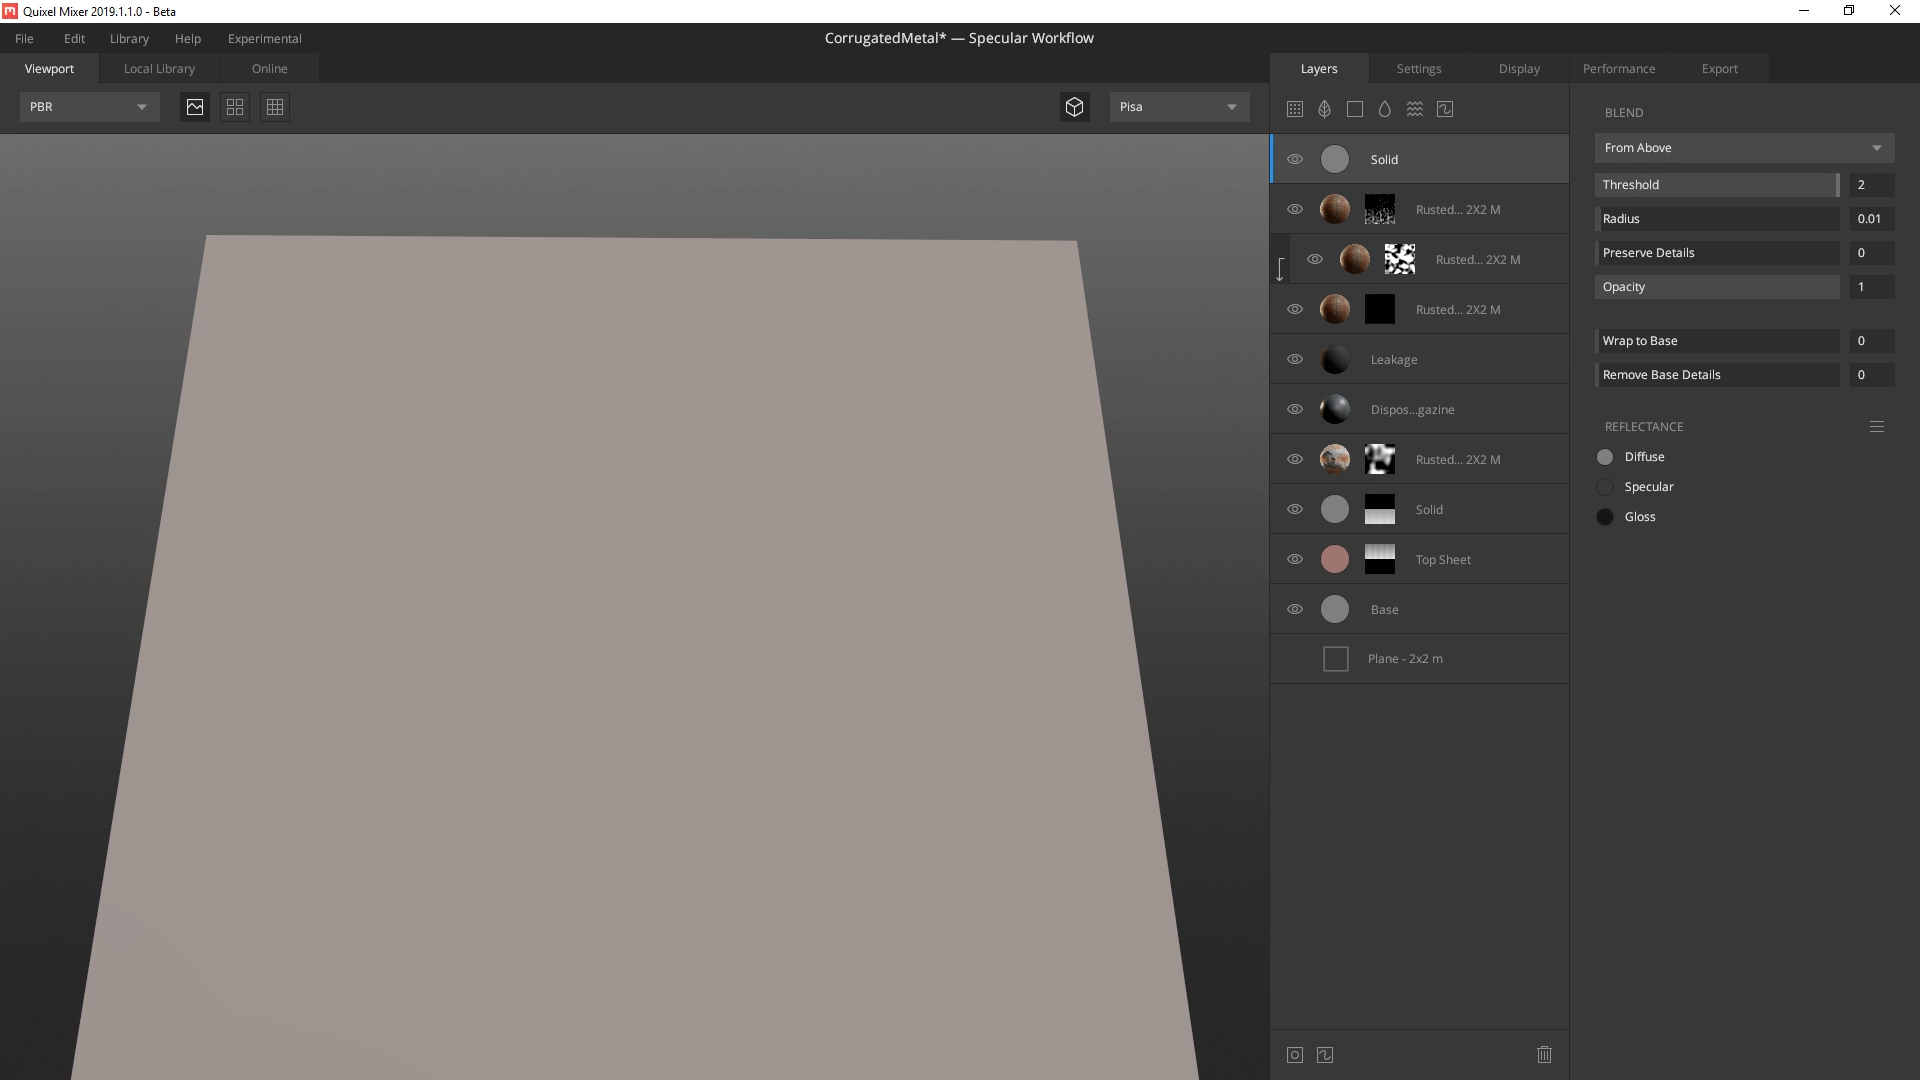 Quixel Mixer 2019.1.1.0 - Beta
File Edit Library Help Experimental
CorrugatedMetal* — Specular Workflow
Viewport Local Library Online
Layers Settings Display Performance Export
PBR
Pisa
Solid
Rusted... 2X2 M
Rusted... 2X2 M
Rusted... 2X2 M
Leakage
Dispos...gazine
Rusted... 2X2 M
Solid
Top Sheet
Base
Plane - 2x2 m
BLEND
From Above
Threshold 2
Radius 0.01
Preserve Details 0
Opacity 1
Wrap to Base 0
Remove Base Details 0
REFLECTANCE
Diffuse
Specular
Gloss